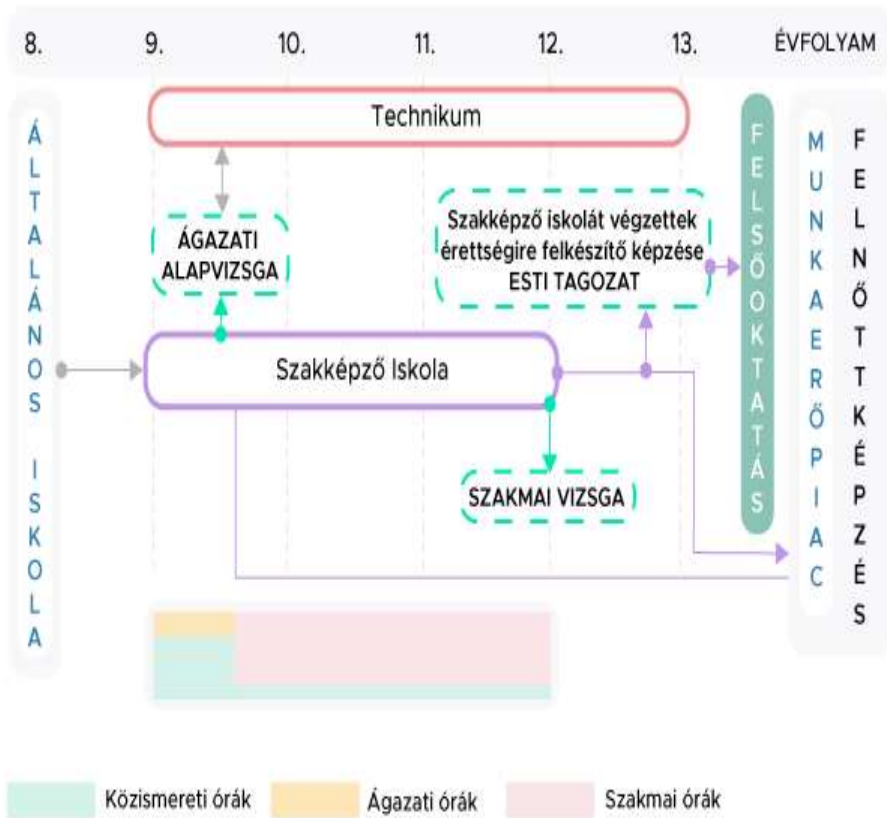 8. 9. 10. 11. 12. 13. ÉVFOLYAM
ÁLTALÁNOS ISKOLA
Technikum
ÁGAZATI
ALAPVIZSGA
Szakképző iskolát végzettek
érettségire felkészítő képzése
ESTI TAGOZAT
Szakképző Iskola
SZAKMAI VIZSGA
FELSŐOKTATÁS
MUNKAERŐPIAC
FELNŐTTKÉPZÉS
Közismereti órák Ágazati órák Szakmai órák